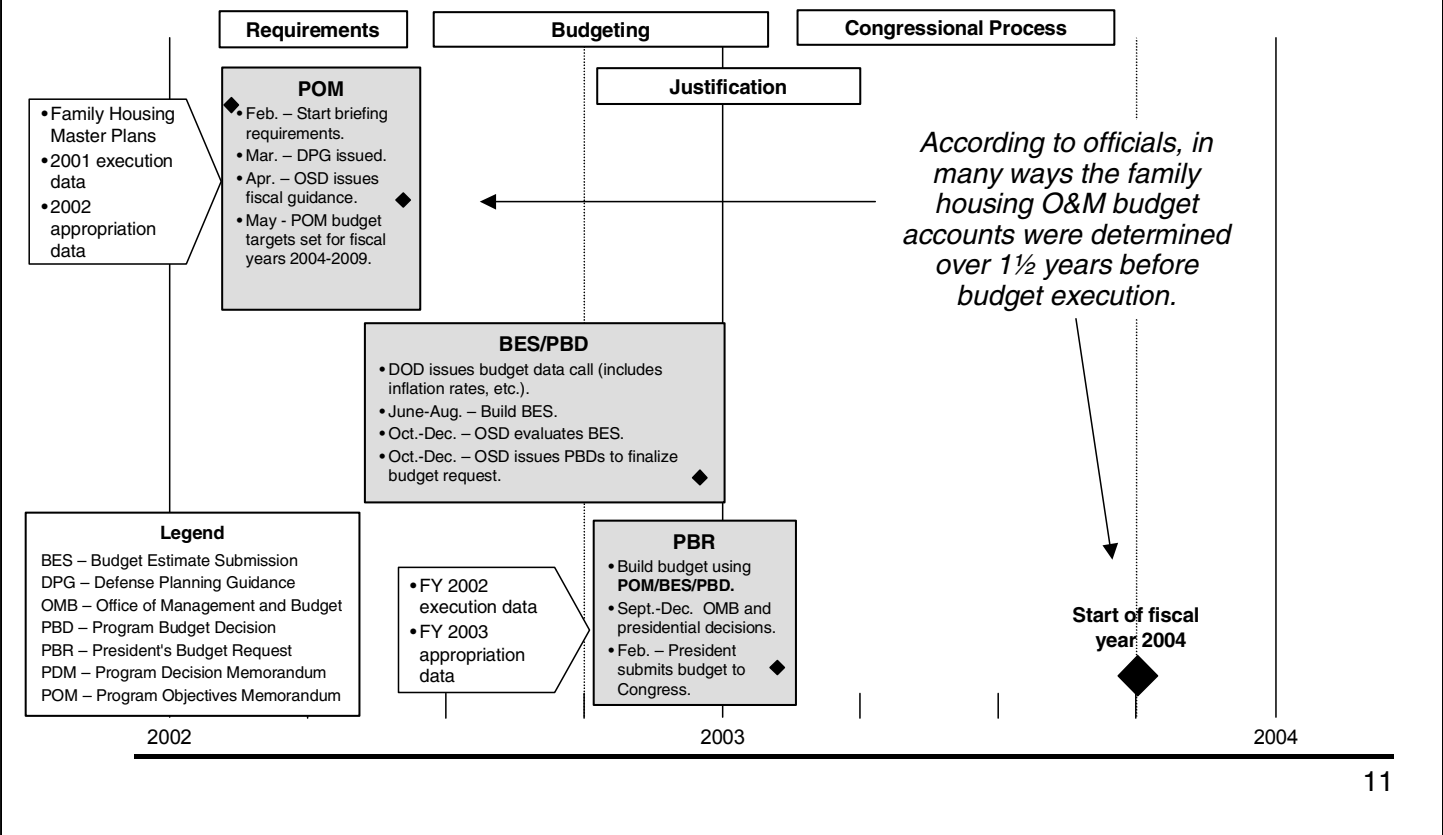 Requirements
Budgeting
Congressional Process
Justification
•Family Housing
Master Plans
•2001 execution
data
•2002
appropriation
data
POM
•Feb. – Start briefing
requirements.
•Mar. – DPG issued.
•Apr. – OSD issues
fiscal guidance.
•May - POM budget
targets set for fiscal
years 2004-2009.
According to officials, in
many ways the family
housing O&M budget
accounts were determined
over 1½ years before
budget execution.
BES/PBD
•DOD issues budget data call (includes
inflation rates, etc.).
•June-Aug. – Build BES.
•Oct.-Dec. – OSD evaluates BES.
•Oct.-Dec. – OSD issues PBDs to finalize
budget request.
Legend
BES – Budget Estimate Submission
DPG – Defense Planning Guidance
OMB – Office of Management and Budget
PBD – Program Budget Decision
PBR – President's Budget Request
PDM – Program Decision Memorandum
POM – Program Objectives Memorandum
•FY 2002
execution data
•FY 2003
appropriation
data
PBR
•Build budget using
POM/BES/PBD.
•Sept.-Dec. OMB and
presidential decisions.
•Feb. – President
submits budget to
Congress.
Start of fiscal
year 2004
2002
2003
2004
11